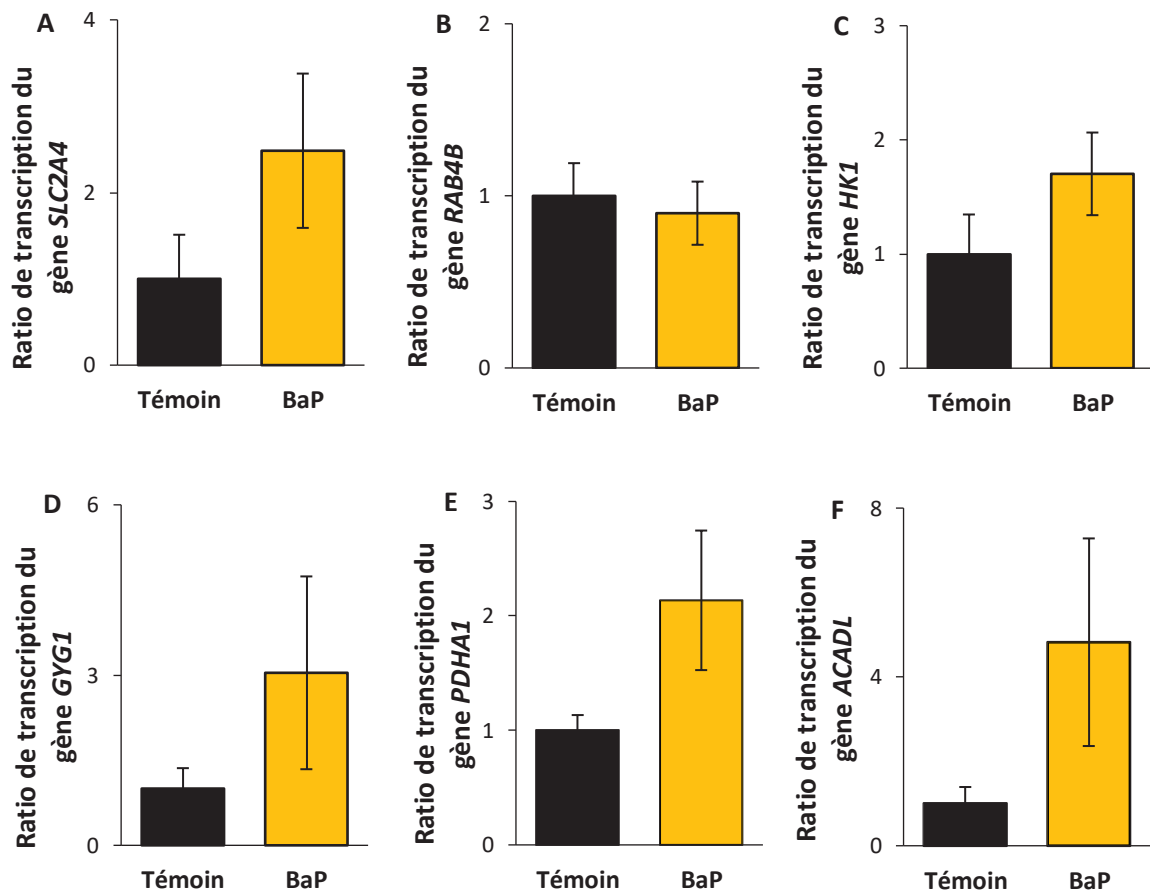 A
Ratio de transcription du
gène SLC2A4
4
2
0
Témoin
BaP
B
Ratio de transcription du
gène RAB4B
2
1
0
Témoin
BaP
C
Ratio de transcription du
gène HK1
3
2
1
0
Témoin
BaP
D
Ratio de transcription du
gène GYG1
6
3
0
Témoin
BaP
E
Ratio de transcription du
gène PDHA1
3
2
1
0
Témoin
BaP
F
Ratio de transcription du
gène ACADL
8
4
0
Témoin
BaP